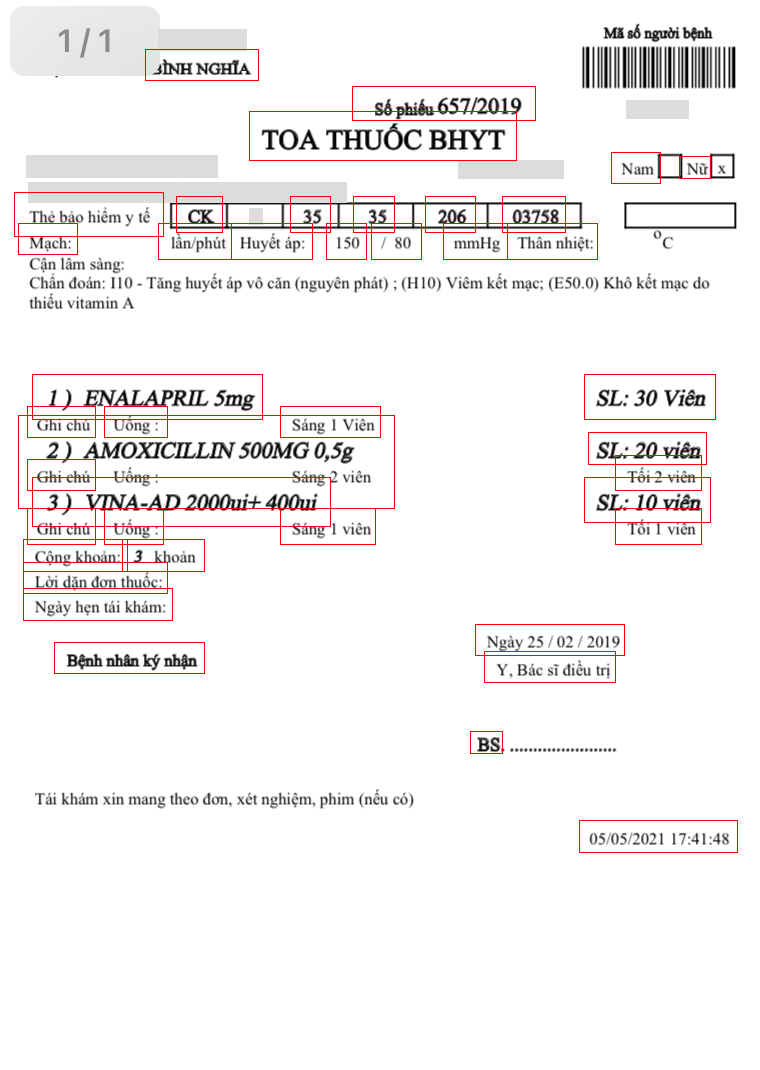 1/1
Mã số người bệnh
BÌNH NGHĨA
Số phiếu 657/2019
TOA THUỐC BHYT
Nam Nữ x
Thẻ bảo hiểm y tế CK 35 35 206 03758
Mạch: lần/phút Huyết áp: 150 / 80 mmHg Thân nhiệt: °C
Cận lâm sàng:
Chẩn đoán: I10 - Tăng huyết áp vô căn (nguyên phát) ; (H10) Viêm kết mạc; (E50.0) Khô kết mạc do
thiếu vitamin A
1 ) ENALAPRIL 5mg SL: 30 Viên
Ghi chú Uống : Sáng 1 Viên
2 ) AMOXICILLIN 500MG 0,5g SL: 20 viên
Ghi chú Uống : Sáng 2 viên Tối 2 viên
3 ) VINA-AD 2000ui+ 400ui SL: 10 viên
Ghi chú Uống : Sáng 1 viên Tối 1 viên
Cộng khoản: 3 khoản
Lời dặn đơn thuốc:
Ngày hẹn tái khám:
Ngày 25 / 02 / 2019
Bệnh nhân ký nhận
Y, Bác sĩ điều trị
BS. ........................
Tái khám xin mang theo đơn, xét nghiệm, phim (nếu có)
05/05/2021 17:41:48